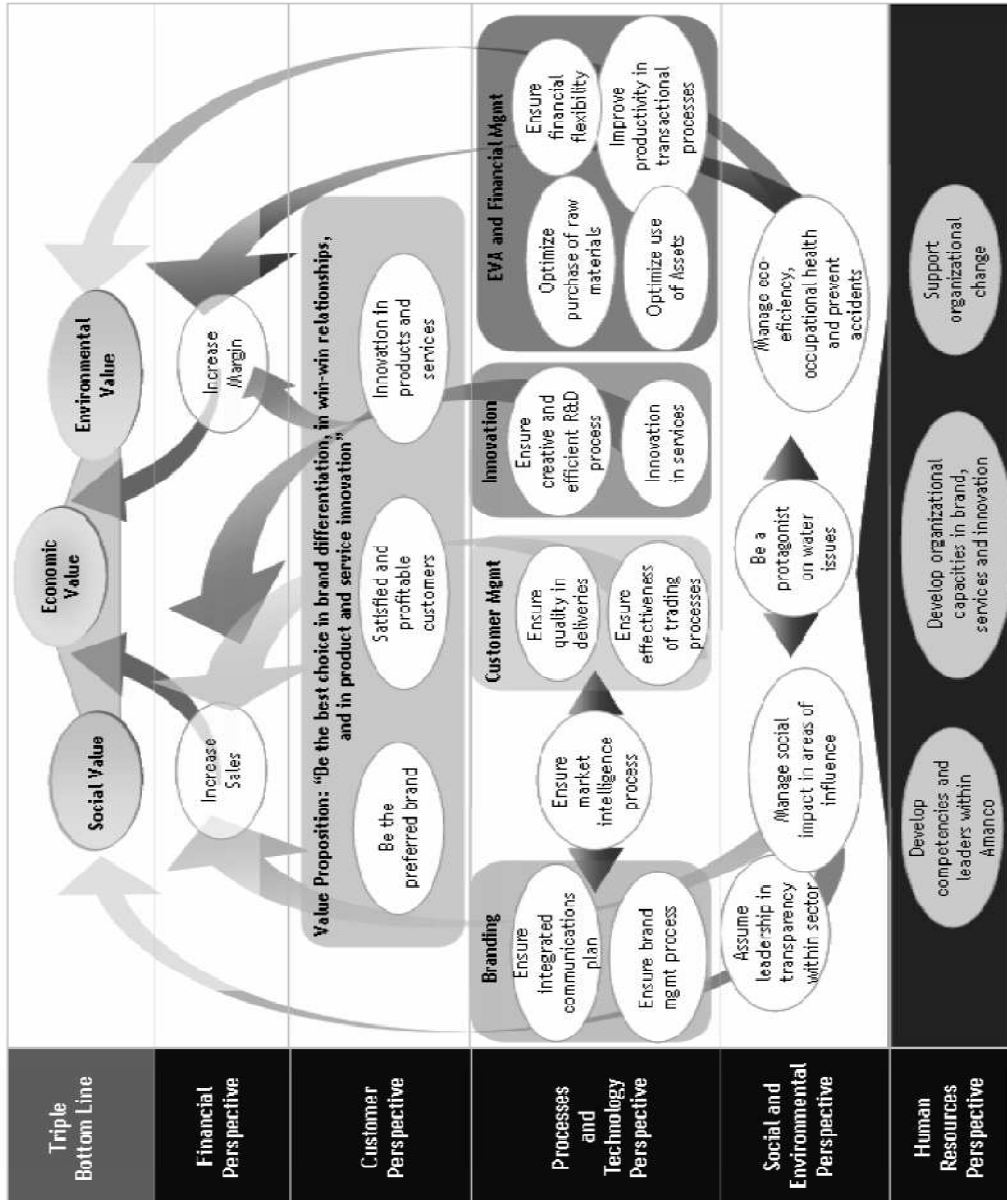 Triple
Bottom Line
Social Value
Economic
Value
Environmental
Value
Financial
Perspective
Increase
Sales
Increase
Margin
Customer
Perspective
Value Proposition: “Be the best choice in brand differentiation, in win-win relationships,
and in product and service innovation”
Be the
preferred brand
Satisfied and
profitable
customers
Innovation in
products and
services
Processes
and
Technology
Perspective
Branding
Ensure
integrated
communications
plan
Ensure brand
mgmt process
Ensure
market
intelligence
process
Customer Mgmt
Ensure
quality in
deliveries
Ensure
effectiveness
of trading
processes
Innovation
Ensure
creative and
efficient R&D
process
Innovation
in services
EVA and Financial Mgmt
Optimize
purchase of raw
materials
Ensure
financial
flexibility
Optimize use
of Assets
Improve
productivity in
transactional
processes
Social and
Environmental
Perspective
Assume
leadership in
transparency
within sector
Manage social
impact in areas of
influence
Be a
protagonist
on water
issues
Manage eco-
eficiency,
occupational health
and prevent
accidents
Human
Resources
Perspective
Develop
competencies and
leaders within
Amanco
Develop organizational
capacities in brand,
services and innovation
Support
organizational
change